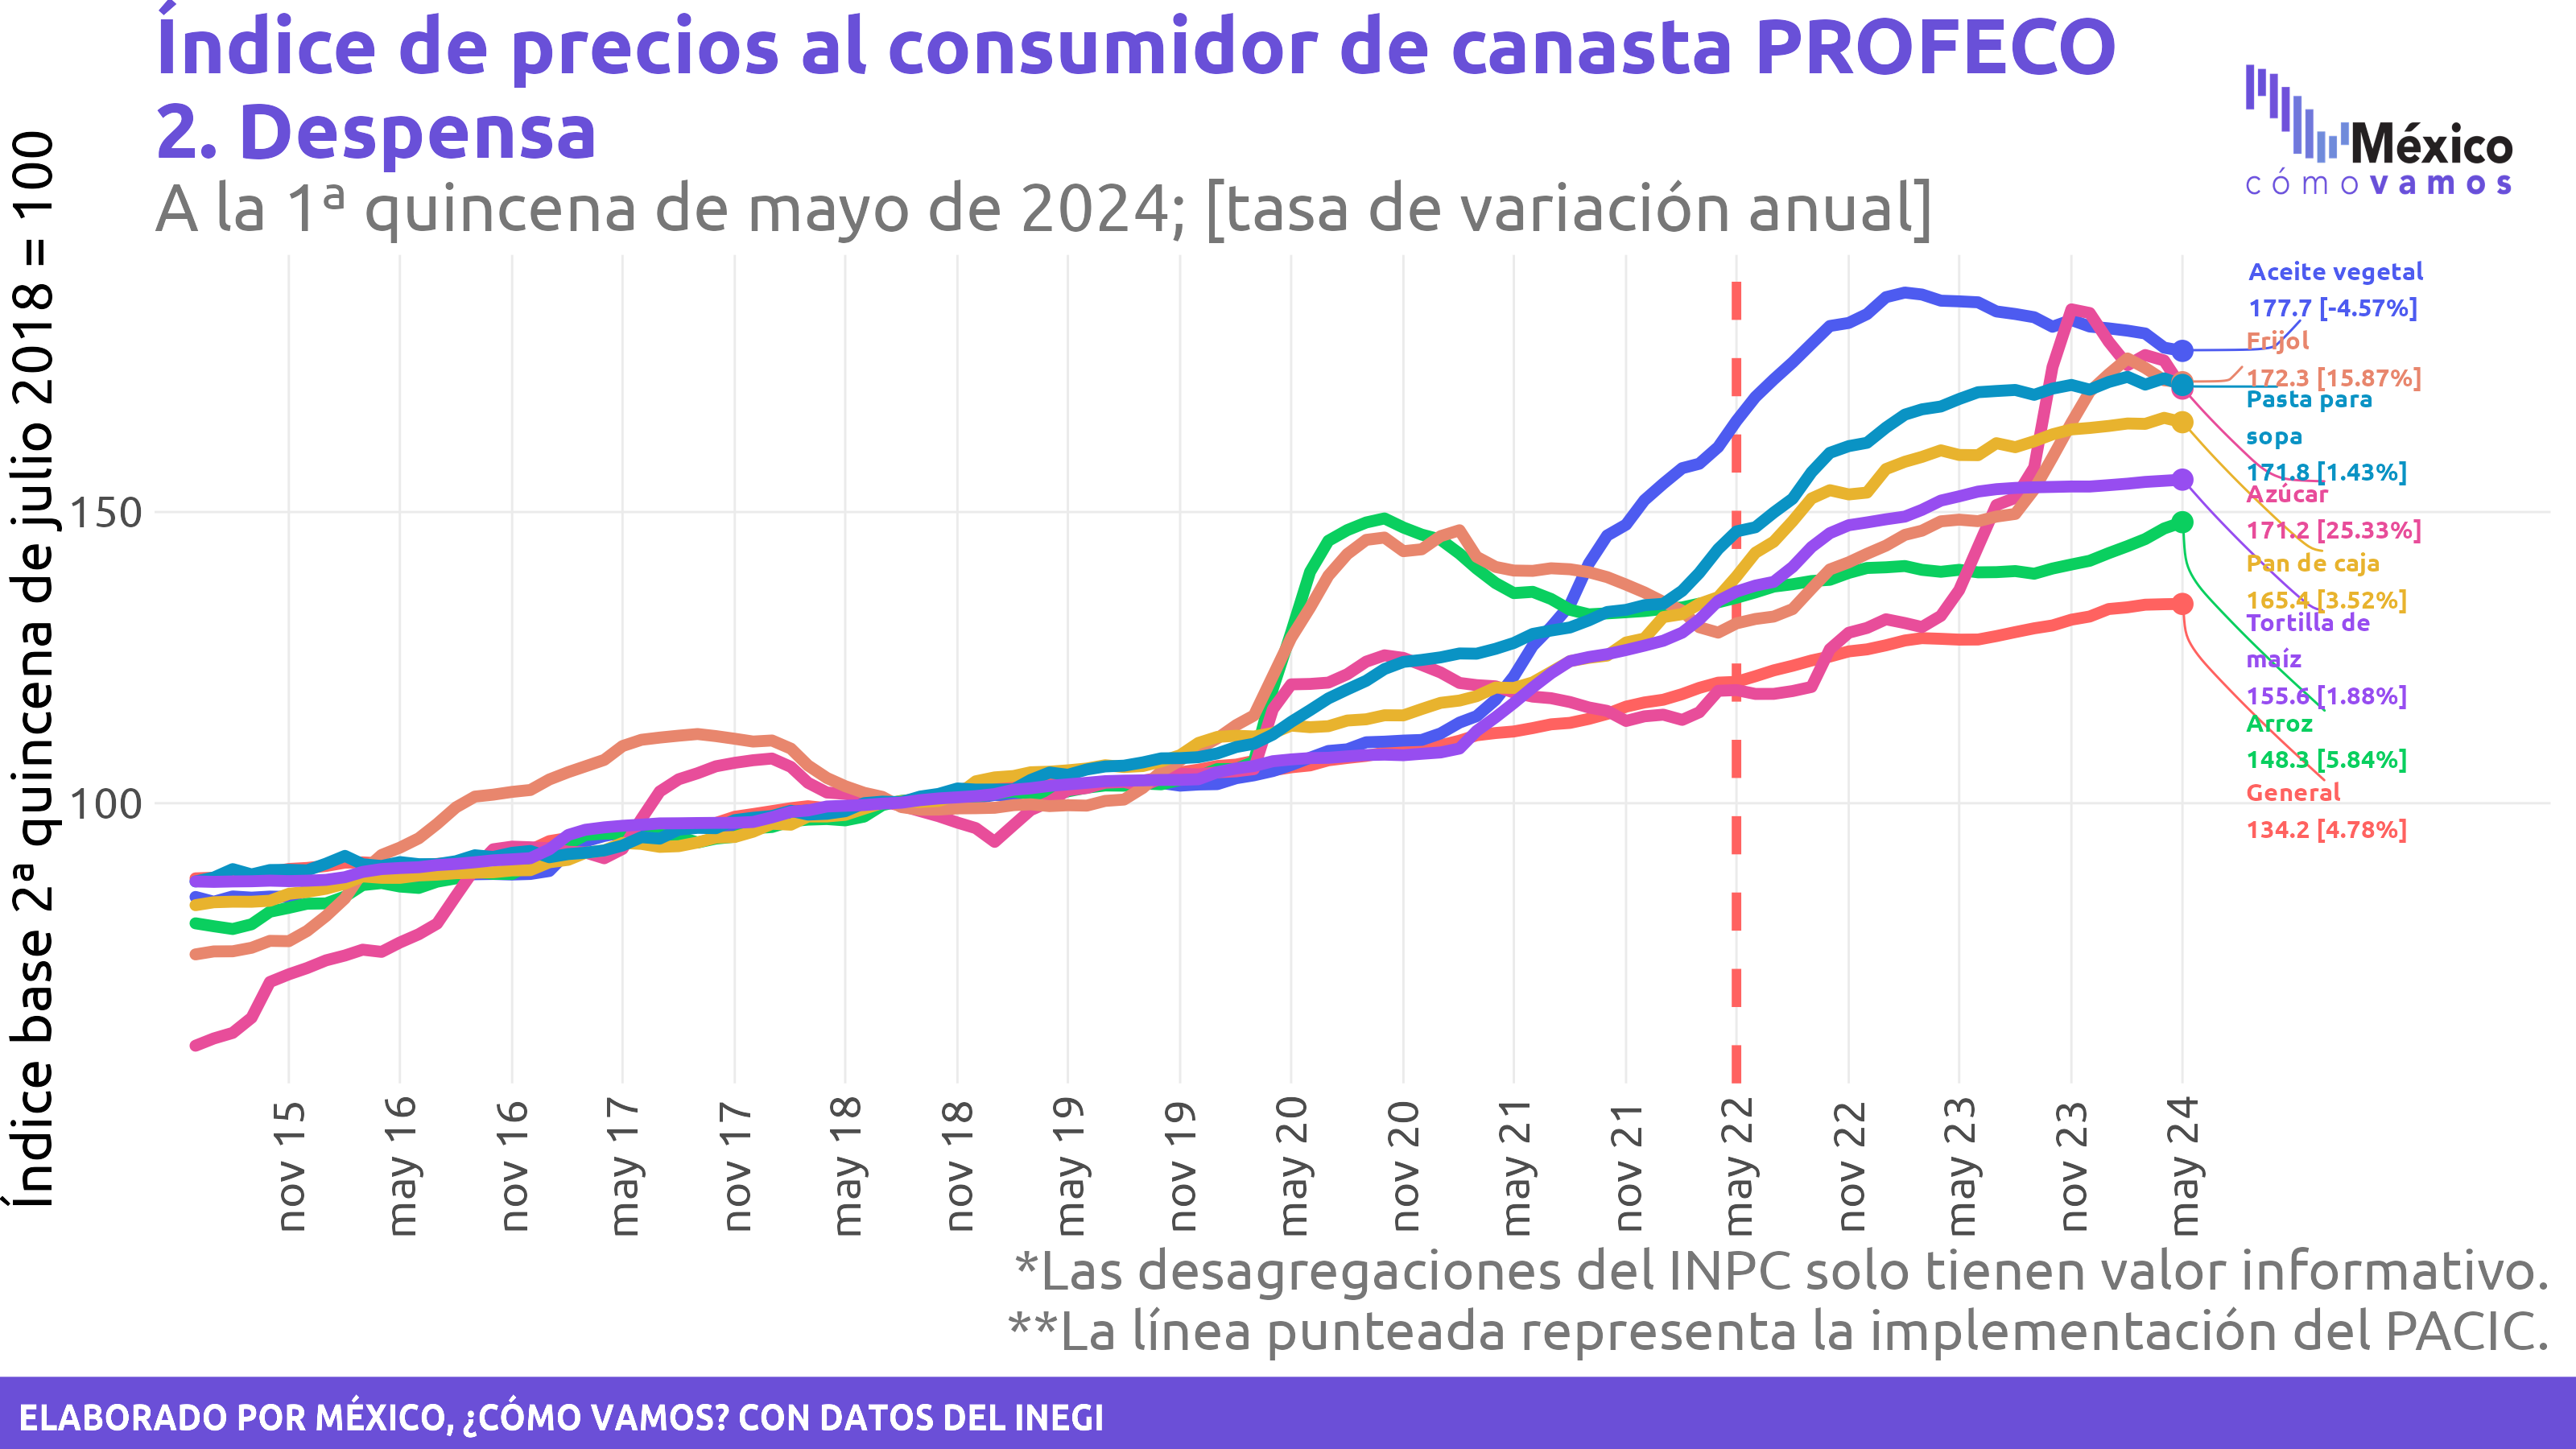 Índice de precios al consumidor de canasta PROFECO
2. Despensa
A la 1ª quincena de mayo de 2024; [tasa de variación anual]
México
cómo vamos
Índice base 2ª quincena de julio 2018 = 100
150
100
Aceite vegetal
177.7 [-4.57%]
Frijol
172.3 [15.87%]
Pasta para
sopa
171.8 [1.43%]
Azúcar
171.2 [25.33%]
Pan de caja
165.4 [3.52%]
Tortilla de
maíz
155.6 [1.88%]
Arroz
148.3 [5.84%]
General
134.2 [4.78%]
nov 15
may 16
nov 16
may 17
nov 17
may 18
nov 18
may 19
nov 19
may 20
nov 20
may 21
nov 21
may 22
nov 22
may 23
nov 23
may 24
*Las desagregaciones del INPC solo tienen valor informativo.
**La línea punteada representa la implementación del PACIC.
ELABORADO POR MÉXICO, ¿CÓMO VAMOS? CON DATOS DEL INEGI